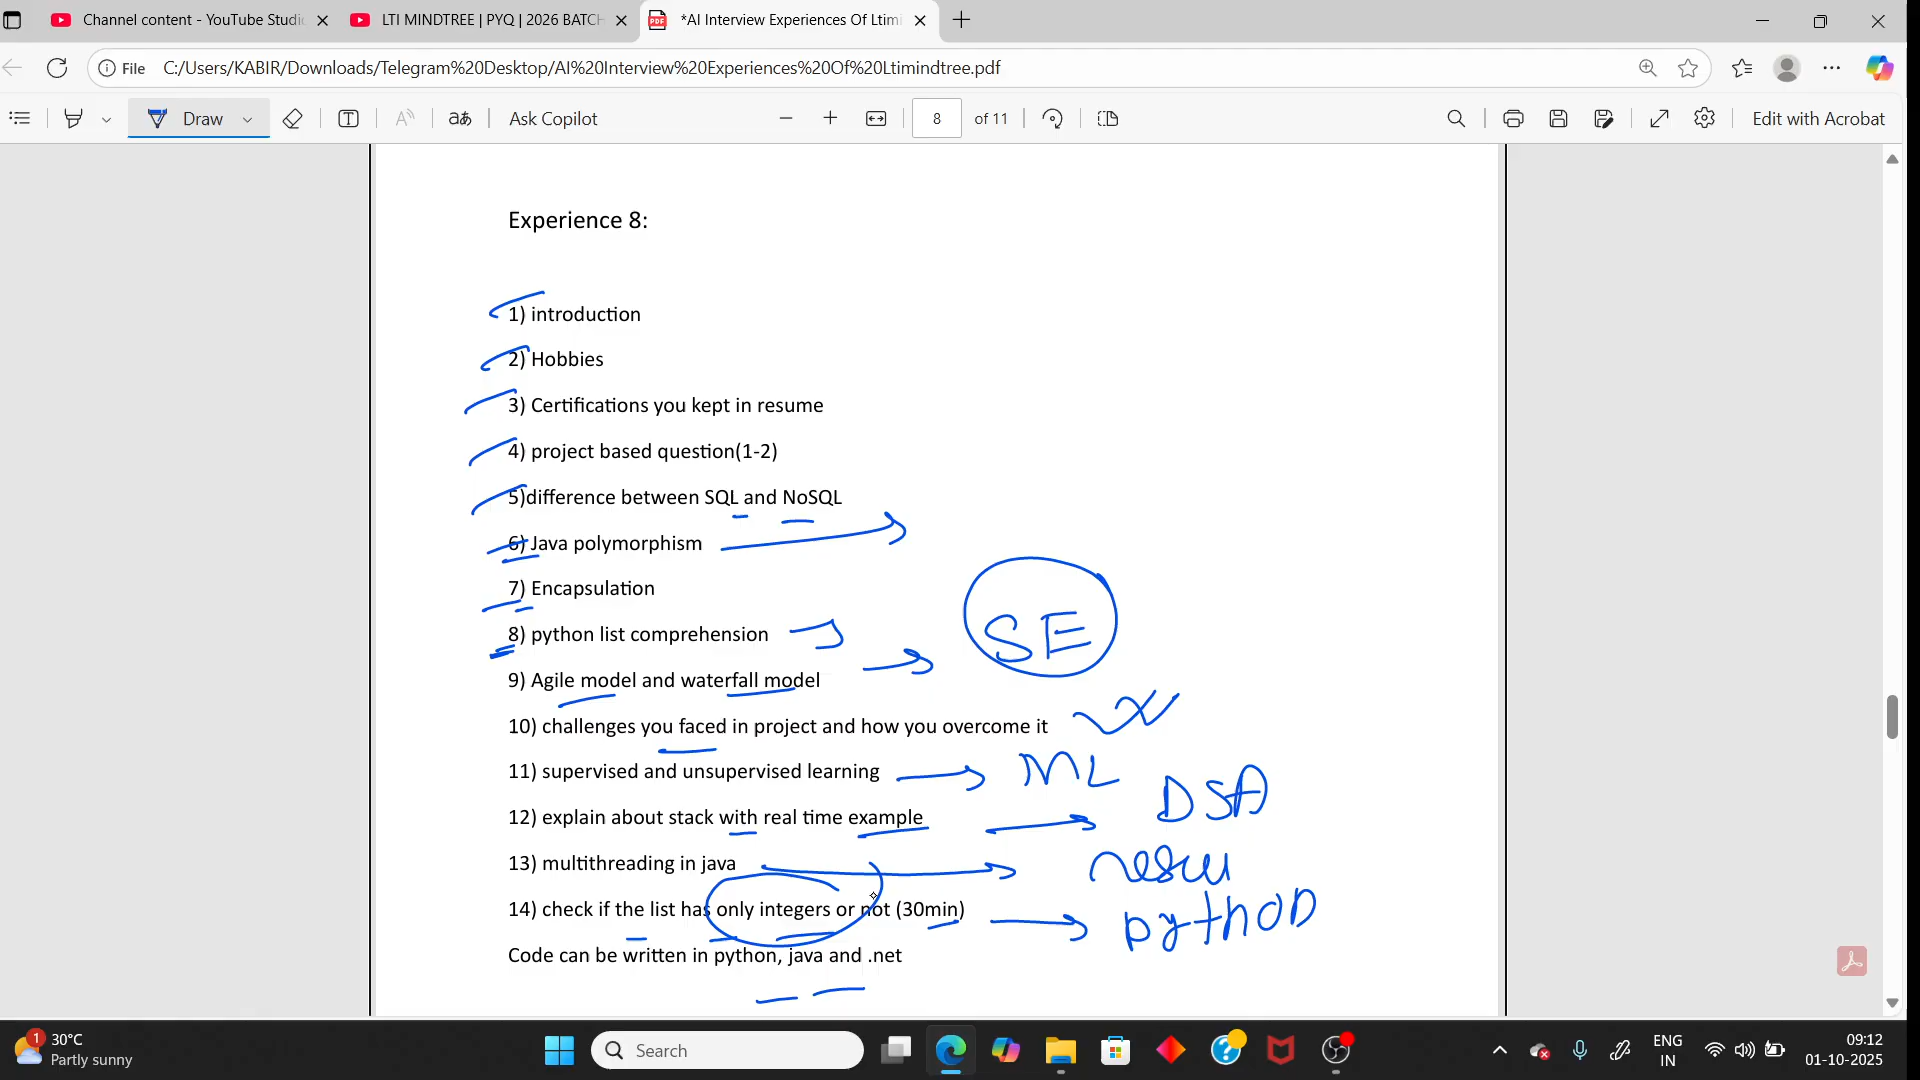 Channel content - YouTube Studi
LTI MINDTREE | PYQ | 2026 BATCH
*AI Interview Experiences Of Ltimi
File
C:/Users/KABIR/Downloads/Telegram%20Desktop/AI%20Interview%20Experiences%20Of%20Ltimindtree.pdf
Draw
Ask Copilot
8
of 11
Edit with Acrobat
Experience 8:
1) introduction
2) Hobbies
3) Certifications you kept in resume
4) project based question(1-2)
5)difference between SQL and NoSQL
6) Java polymorphism
7) Encapsulation
SE
8) python list comprehension
9) Agile model and waterfall model
10) challenges you faced in project and how you overcome it
11) supervised and unsupervised learning
ML
12) explain about stack with real time example
DSA
13) multithreading in java
14) check if the list has only integers or not (30min)
python
Code can be written in python, java and .net
1
30°C
Partly sunny
Search
ENG
IN
09:12
01-10-2025